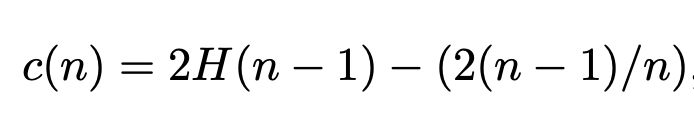 c(n) = 2H(n − 1) − (2(n − 1)/n),